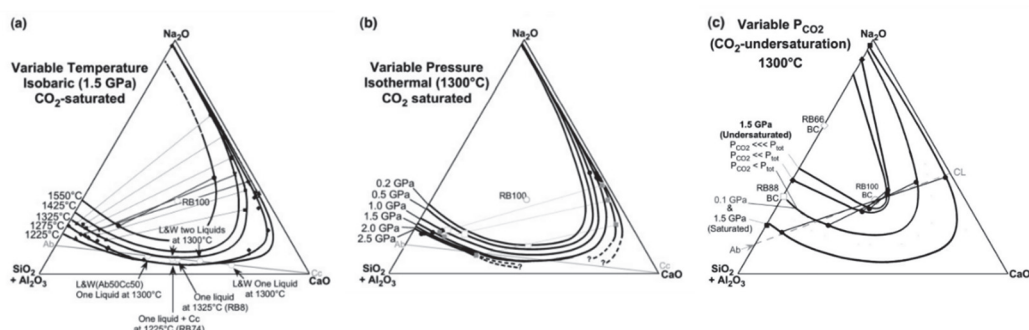 (a)
Na2O
Variable Temperature
Isobaric (1.5 GPa)
CO2-saturated
1550°C
1425°C
1325°C
1275°C
1225°C
Ab
RB100
L&W two Liquids
at 1300°C
Cc
SiO2
+ Al2O3
CaO
L&W(Ab50Cc50)
One Liquid at 1300°C
One liquid
at 1325°C (RB8)
L&W One Liquid
at 1300°C
One liquid + Cc
at 1225°C (RB74)
(b)
Na2O
Variable Pressure
Isothermal (1300°C)
CO2 saturated
0.2 GPa
0.5 GPa
1.0 GPa
1.5 GPa
2.0 GPa
2.5 GPa
Ab
RB100
?
?
Cc
SiO2
+ Al2O3
CaO
(c)
Variable PCO2
(CO2-undersaturation)
1300°C
Na2O
RB66
BC
1.5 GPa
(Undersaturated)
PCO2 <<< Ptot
PCO2 << Ptot
PCO2 < Ptot
RB88
BC
RB100
BC
CL
0.1 GPa
&
1.5 GPa
(Saturated)
Ab
SiO2
+ Al2O3
CaO